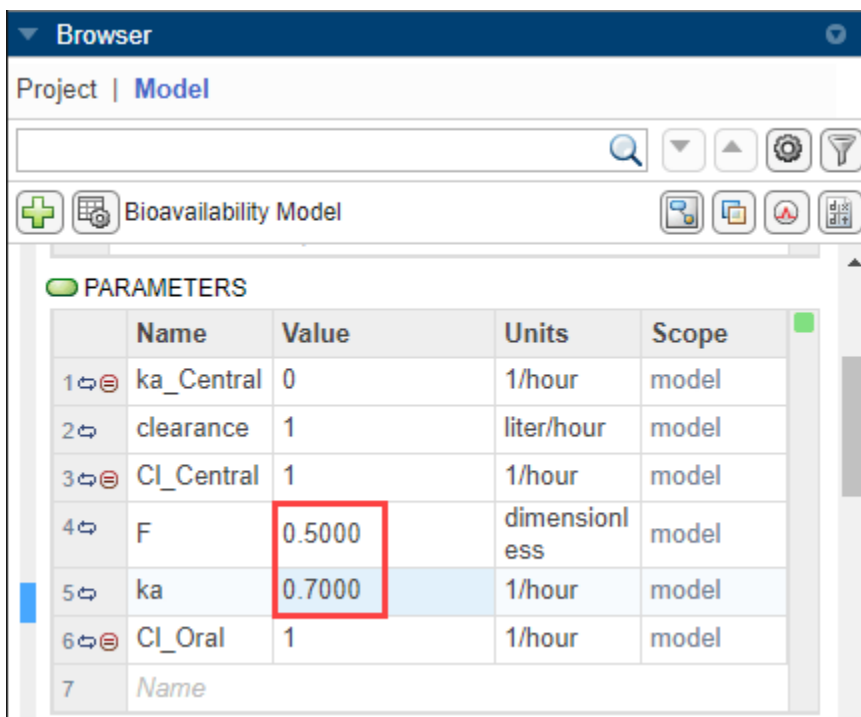 Browser
Project | Model
Bioavailability Model
PARAMETERS
Name Value Units Scope
1 ka_Central 0 1/hour model
2 clearance 1 liter/hour model
3 Cl_Central 1 1/hour model
4 F 0.5000 dimensionl
ess model
5 ka 0.7000 1/hour model
6 Cl_Oral 1 1/hour model
7 Name